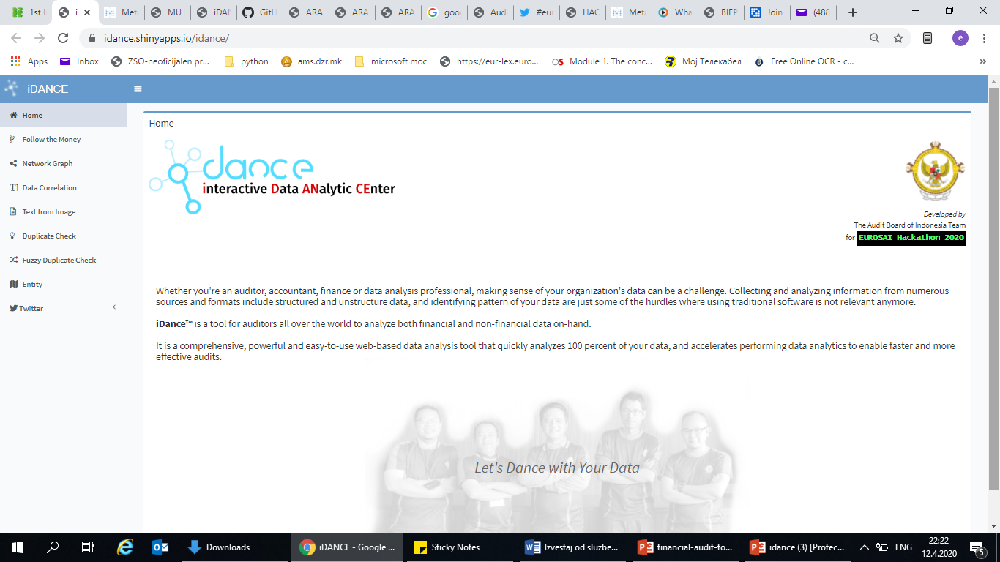 1st
i
Meta
MU
iDAN
GitH
ARA
ARA
ARA
goo
Aud
#eur
HAC
Meta
Wha
BIEP
Join
(488
idance.shinyapps.io/idance/
e
Apps
Inbox
ZSO-neoficijalen pr...
python
ams.dzr.mk
microsoft moc
https://eur-lex.euro...
Module 1. The conc...
Мој Телекабел
Free Online OCR - c...
»
iDANCE
Home
Follow the Money
Network Graph
Data Correlation
Text from Image
Duplicate Check
Fuzzy Duplicate Check
Entity
Twitter
Home
dance
interactive Data ANalytic CEnter
Developed by
The Audit Board of Indonesia Team
for EUROSAI Hackathon 2020
Whether you're an auditor, accountant, finance or data analysis professional, making sense of your organization's data can be a challenge. Collecting and analyzing information from numerous
sources and formats include structured and unstructure data, and identifying pattern of your data are just some of the hurdles where using traditional software is not relevant anymore.
iDance™ is a tool for auditors all over the world to analyze both financial and non-financial data on-hand.
It is a comprehensive, powerful and easy-to-use web-based data analysis tool that quickly analyzes 100 percent of your data, and accelerates performing data analytics to enable faster and more
effective audits.
Let's Dance with Your Data
Downloads
iDANCE - Google ...
Sticky Notes
Izvestaj od sluzbe...
financial-audit-to...
idance (3) [Protec...
ENG
22:22
12.4.2020
5